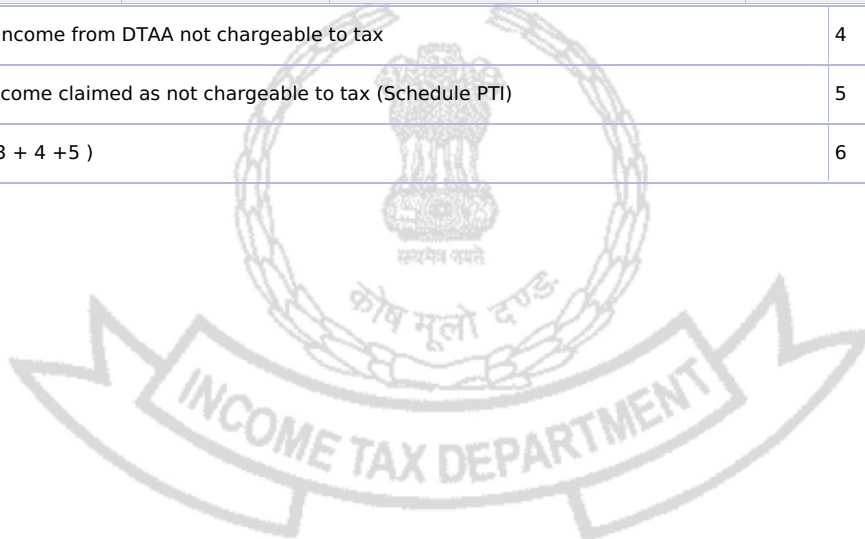 ncome from DTAA not chargeable to tax 4
come claimed as not chargeable to tax (Schedule PTI) 5
3 + 4 +5 ) 6
सत्यमेव जयते
कोष मूलो दण्डः
INCOME TAX DEPARTMENT